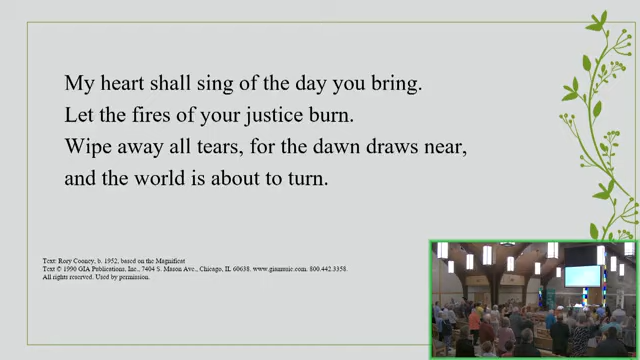 My heart shall sing of the day you bring.
Let the fires of your justice burn.
Wipe away all tears, for the dawn draws near,
and the world is about to turn.
Text: Rory Cooney, b. 1952, based on the Magnificat
Text © 1990 GIA Publications, Inc., 7404 S. Mason Ave., Chicago, IL 60638. www.giamusic.com. 800.442.3358.
All rights reserved. Used by permission.